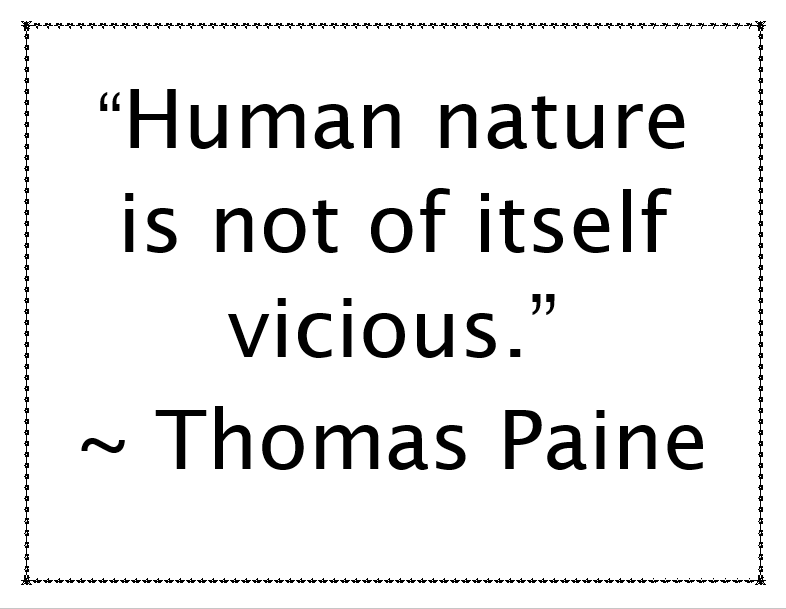 “Human nature
is not of itself
vicious.”
~ Thomas Paine